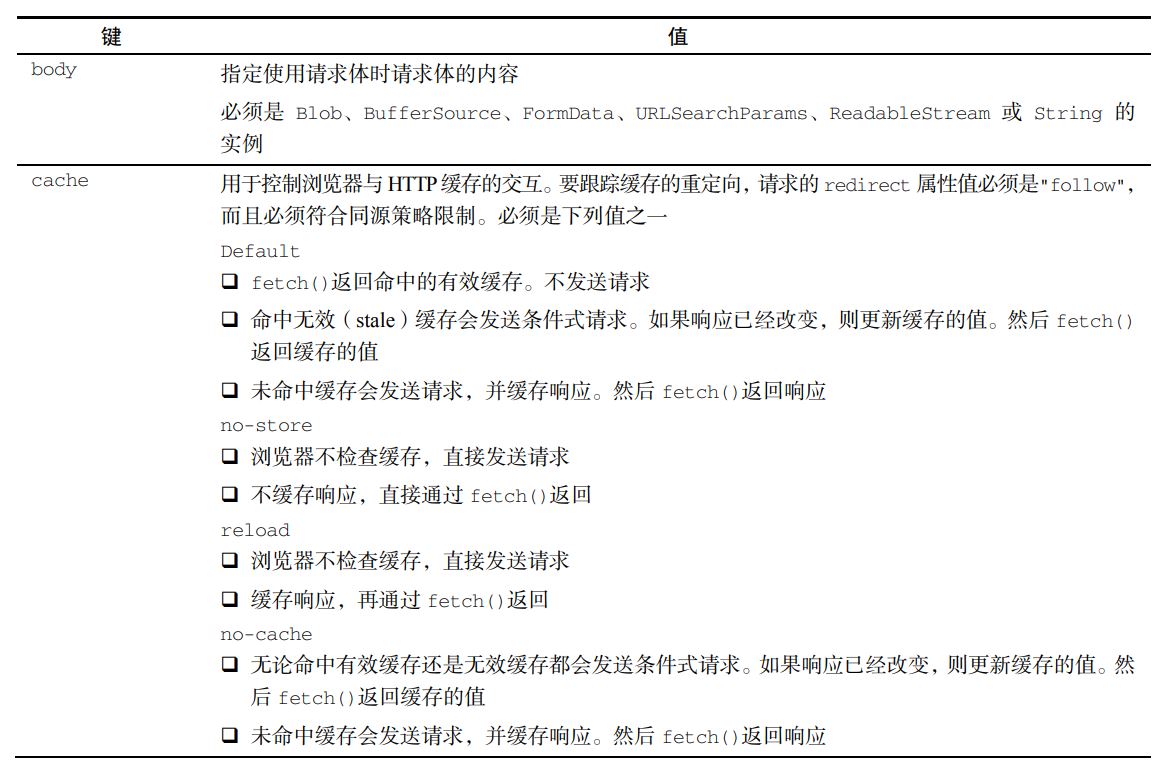 键 值
body 指定使用请求体时请求体的内容
必须是 Blob、BufferSource、FormData、URLSearchParams、ReadableStream 或 String 的
实例
cache 用于控制浏览器与 HTTP 缓存的交互。要跟踪缓存的重定向，请求的 redirect 属性值必须是"follow"，
而且必须符合同源策略限制。必须是下列值之一
Default
❑ fetch()返回命中的有效缓存。不发送请求
❑ 命中无效（stale）缓存会发送条件式请求。如果响应已经改变，则更新缓存的值。然后 fetch()
返回缓存的值
❑ 未命中缓存会发送请求，并缓存响应。然后 fetch()返回响应
no-store
❑ 浏览器不检查缓存，直接发送请求
❑ 不缓存响应，直接通过 fetch()返回
reload
❑ 浏览器不检查缓存，直接发送请求
❑ 缓存响应，再通过 fetch()返回
no-cache
❑ 无论命中有效缓存还是无效缓存都会发送条件式请求。如果响应已经改变，则更新缓存的值。然
后 fetch()返回缓存的值
❑ 未命中缓存会发送请求，并缓存响应。然后 fetch()返回响应